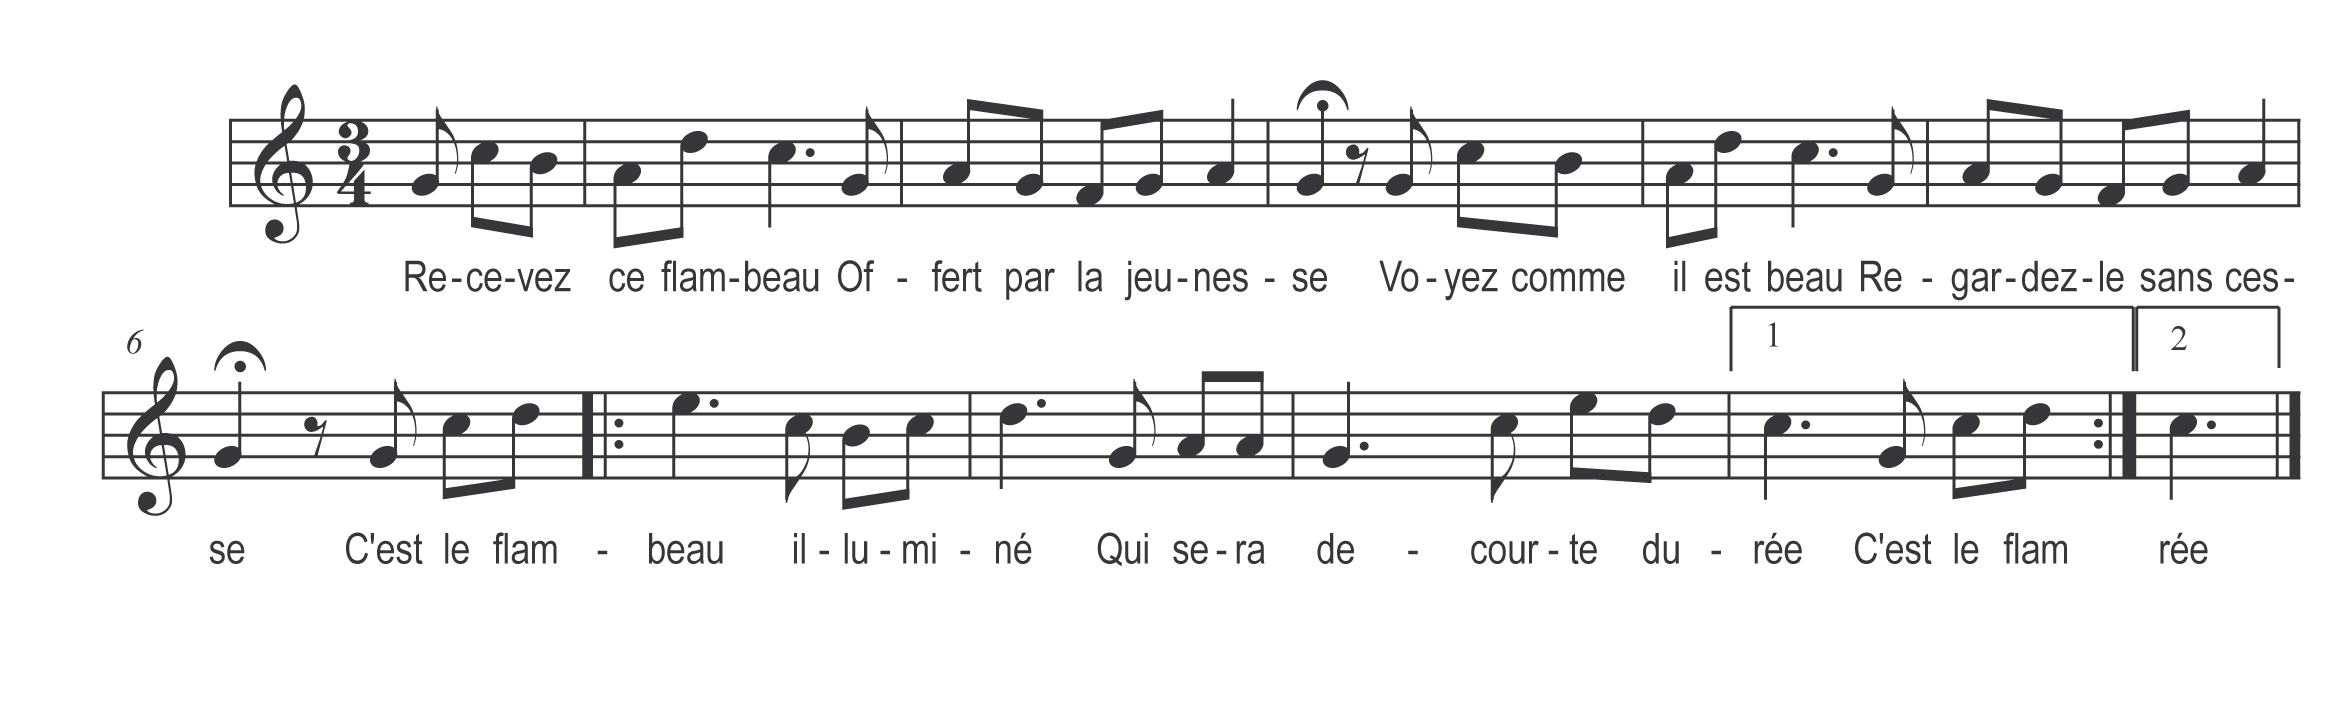 3
4
Re-ce-vez ce flam-beau Of - fert par la jeu-nes - se Vo-yez comme il est beau Re - gar-dez-le sans ces-
6
1
2
se C'est le flam - beau il-lu-mi - né Qui se-ra de - cour-te du - rée C'est le flam rée